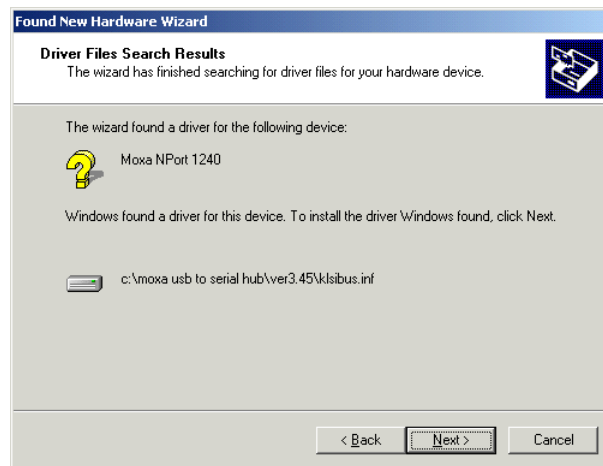 Found New Hardware Wizard
Driver Files Search Results
The wizard has finished searching for driver files for your hardware device.
The wizard found a driver for the following device:
Moxa NPort 1240
Windows found a driver for this device. To install the driver Windows found, click Next.
c:\moxa usb to serial hub\ver3.45\klsibus.inf
< Back Next > Cancel